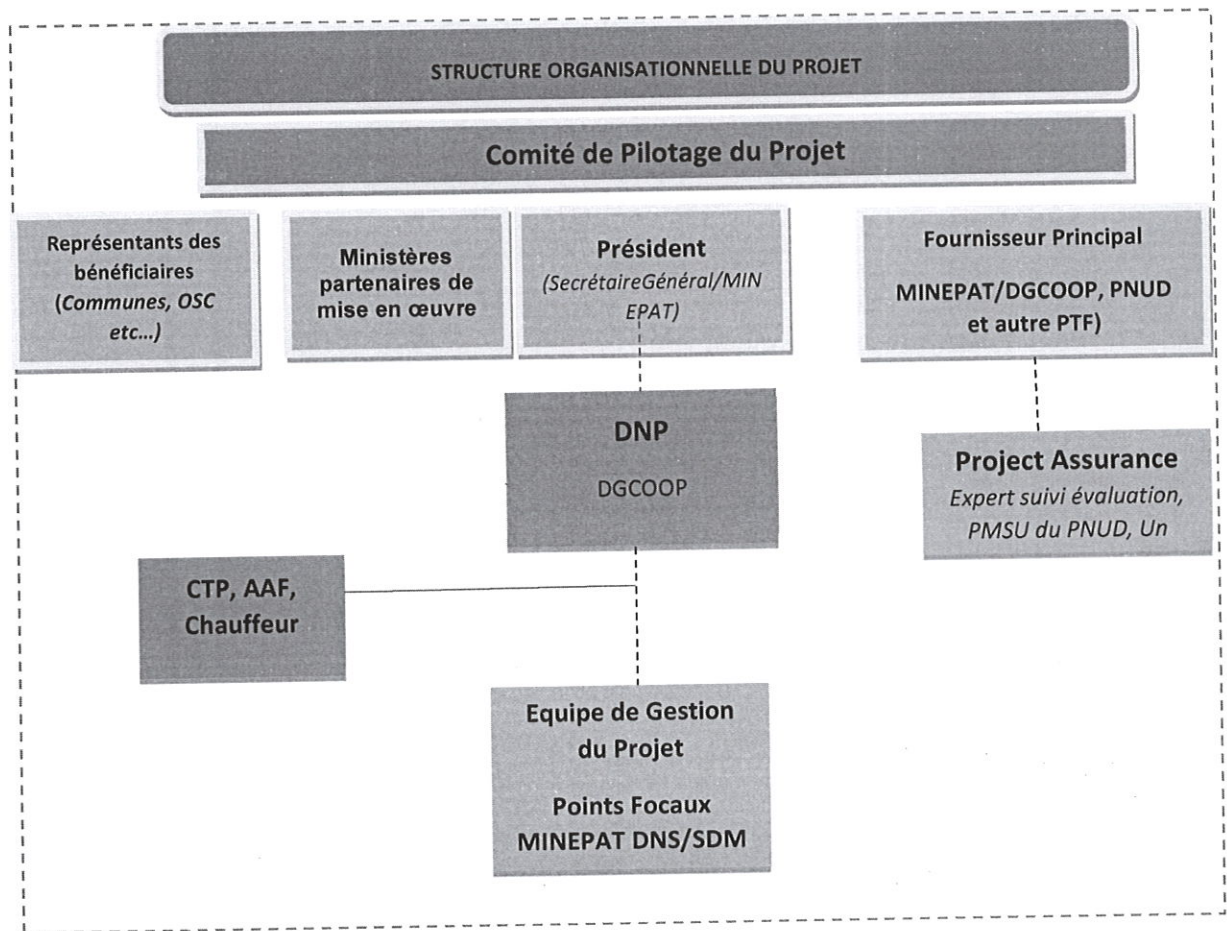 STRUCTURE ORGANISATIONNELLE DU PROJET
Comité de Pilotage du Projet
Représentants des
bénéficiaires
(Communes, OSC
etc...)
Ministères
partenaires de
mise en œuvre
Président
(SecrétaireGénéral/MIN
EPAT)
Fournisseur Principal
MINEPAT/DGCOOP, PNUD
et autre PTF)
DNP
DGCOOP
Project Assurance
Expert suivi évaluation,
PMSU du PNUD, Un
CTP, AAF,
Chauffeur
Equipe de Gestion
du Projet
Points Focaux
MINEPAT DNS/SDM